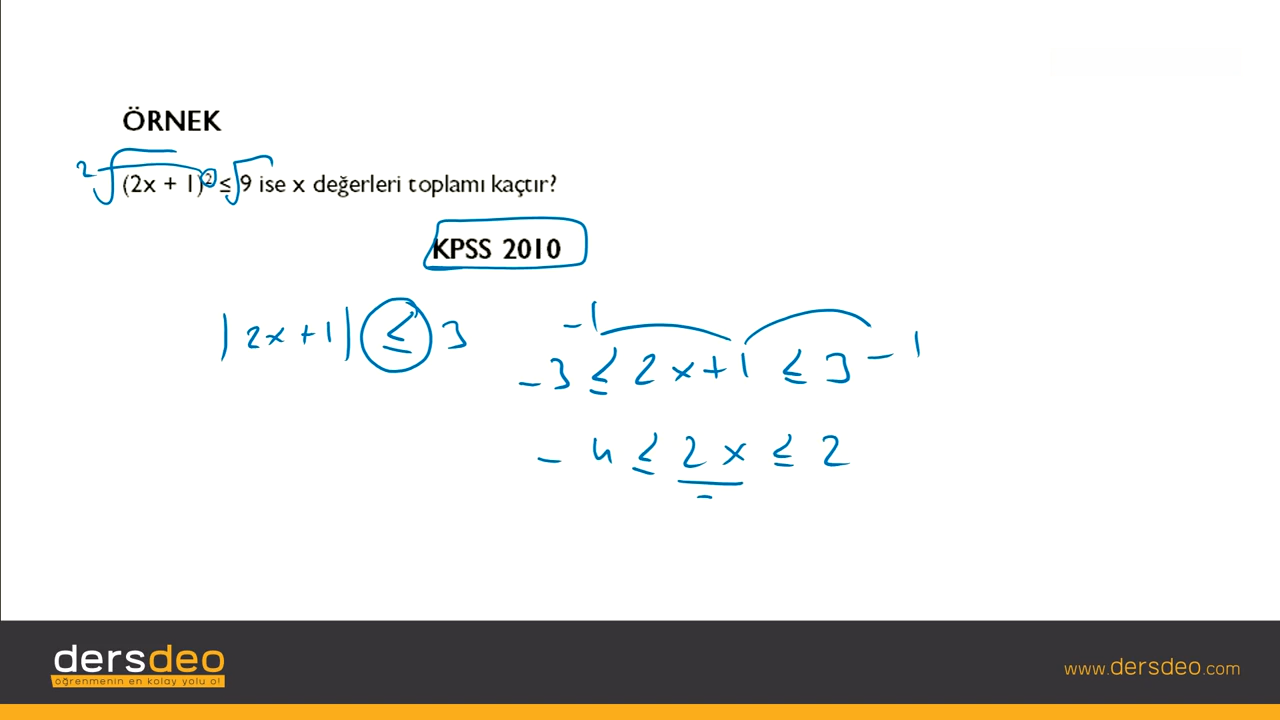 ÖRNEK
2√(2x + 1)² ≤ √9 ise x değerleri toplamı kaçtır?
KPSS 2010
|2x+1| ≤ 3
-1
-3 ≤ 2x+1 ≤ 3 -1
-4 ≤ 2x ≤ 2
dersdeo
öğrenmenin en kolay yolu o!
www.dersdeo.com